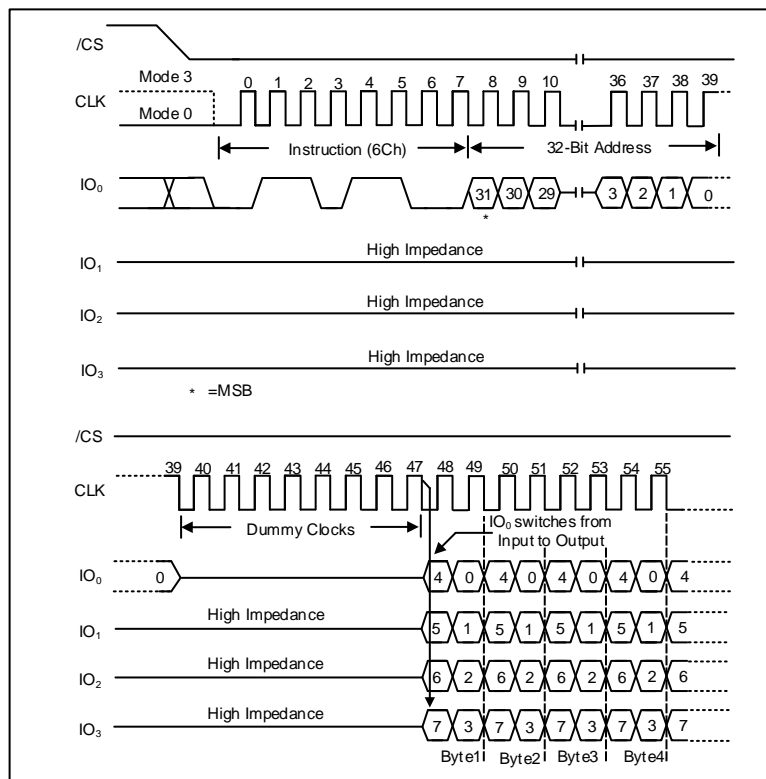 /CS
Mode 3
0 1 2 3 4 5 6 7 8 9 10 36 37 38 39
CLK
Mode 0
Instruction (6Ch)
32-Bit Address
IO0
31 30 29 3 2 1 0
*
High Impedance
IO1
High Impedance
IO2
High Impedance
IO3
* =MSB
/CS
39 40 41 42 43 44 45 46 47 48 49 50 51 52 53 54 55
CLK
Dummy Clocks
IO0 switches from
Input to Output
IO0
0 4 0 4 0 4 0 4 0 4
High Impedance
IO1
5 1 5 1 5 1 5 1 5
High Impedance
IO2
6 2 6 2 6 2 6 2 6
High Impedance
IO3
7 3 7 3 7 3 7 3 7
Byte1 Byte2 Byte3 Byte4